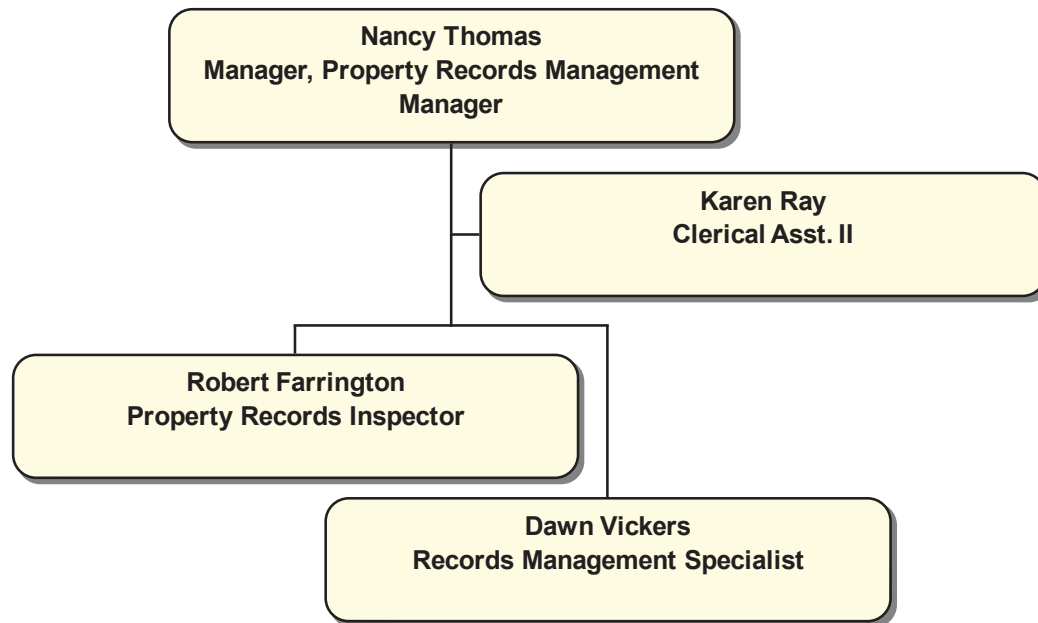 Nancy Thomas
Manager, Property Records Management
Manager
Karen Ray
Clerical Asst. II
Robert Farrington
Property Records Inspector
Dawn Vickers
Records Management Specialist